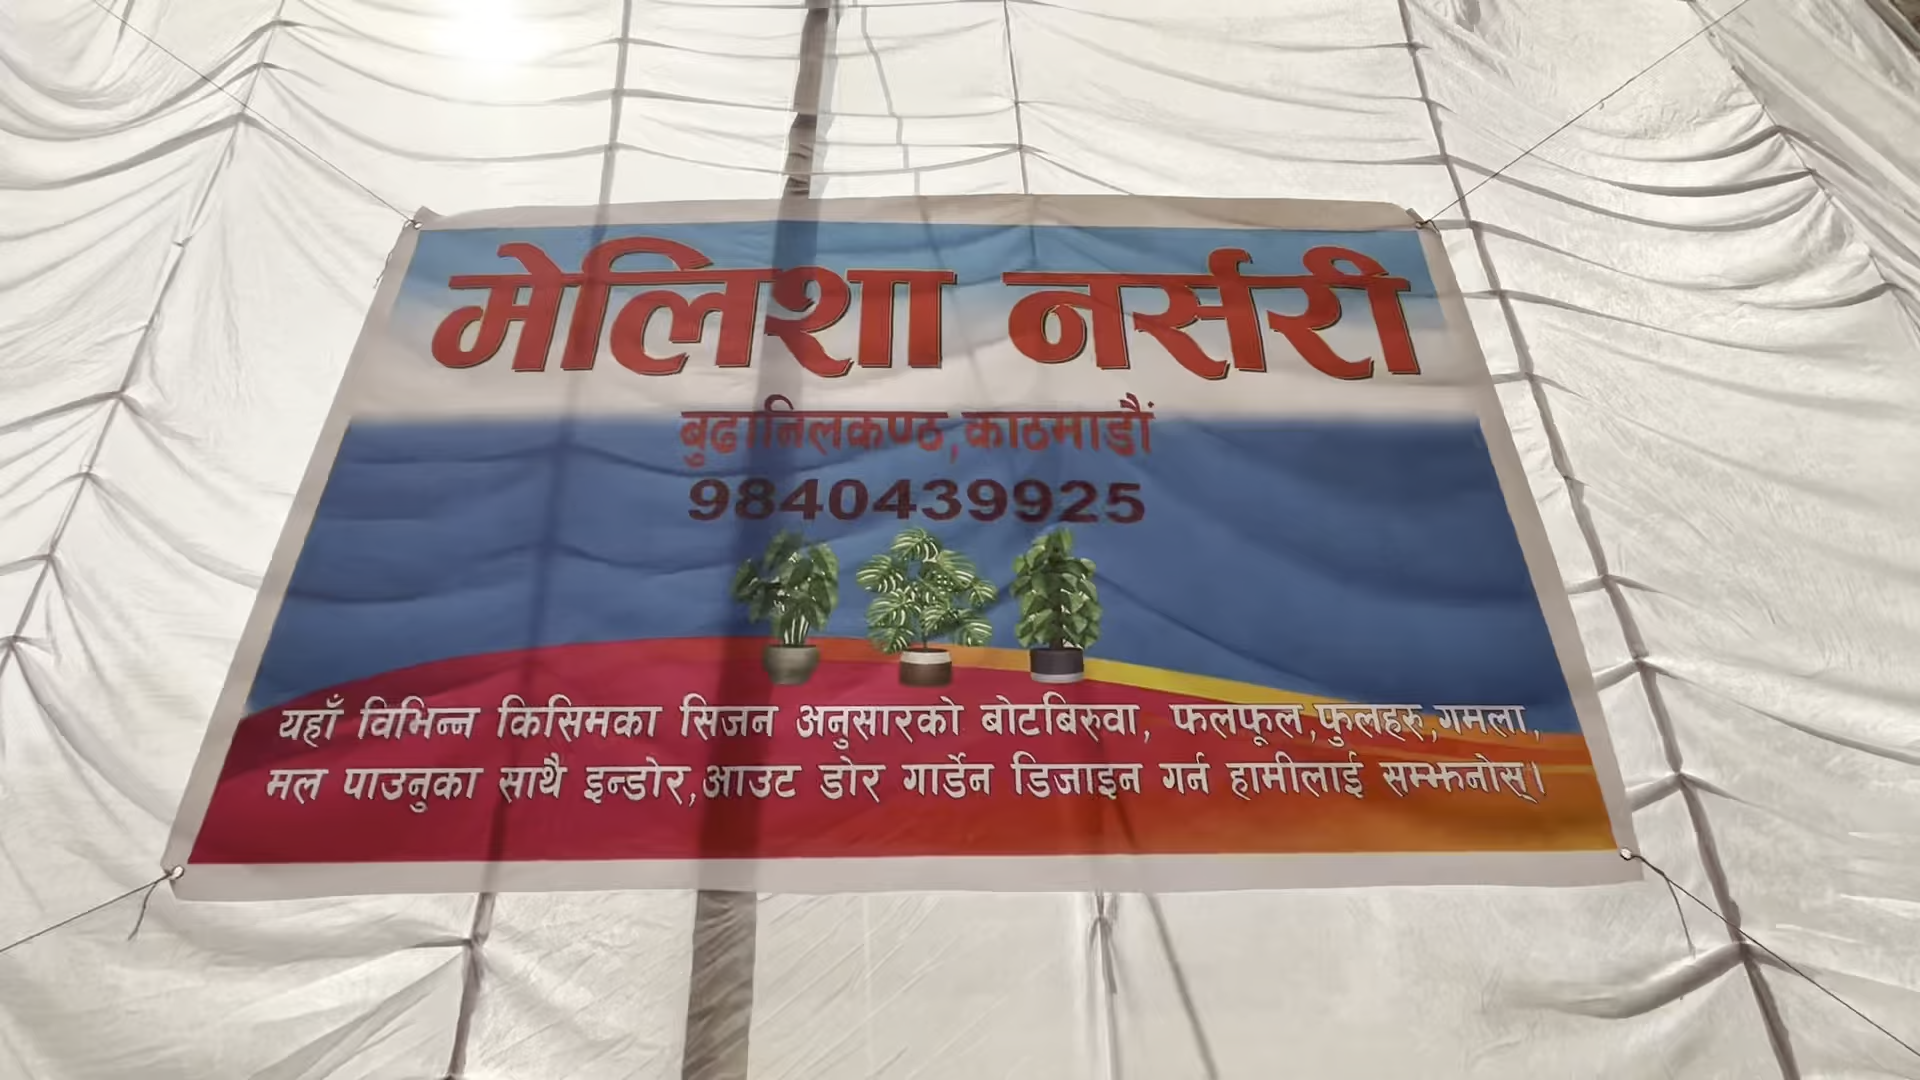 मेलिशा नर्सरी
बुढानिलकण्ठ,काठमाडौं
9840439925
यहाँ विभिन्न किसिमका सिजन अनुसारको बोटबिरुवा, फलफूल,फुलहरु,गमला,
मल पाउनुका साथै इन्डोर,आउट डोर गार्डेन डिजाइन गर्न हामीलाई सम्झनोस्।